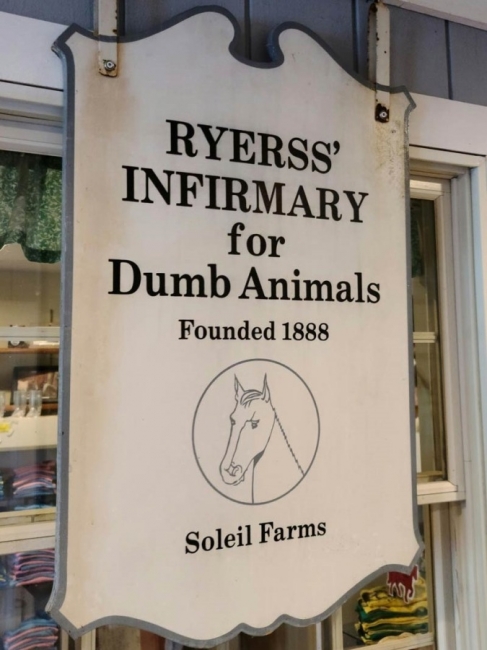 RYERSS'
INFIRMARY
for
Dumb Animals
Founded 1888
Soleil Farms